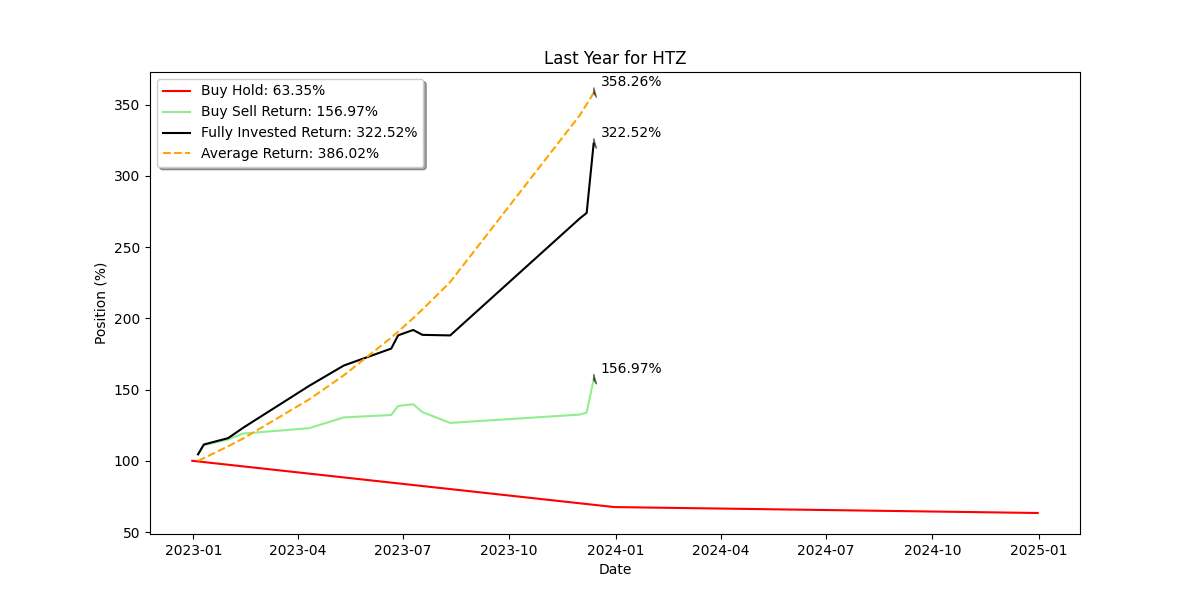 Last Year for HTZ
Buy Hold: 63.35%
Buy Sell Return: 156.97%
Fully Invested Return: 322.52%
Average Return: 386.02%
358.26%
322.52%
156.97%
Position (%)
350
300
250
200
150
100
50
2023-01 2023-04 2023-07 2023-10 2024-01 2024-04 2024-07 2024-10 2025-01
Date